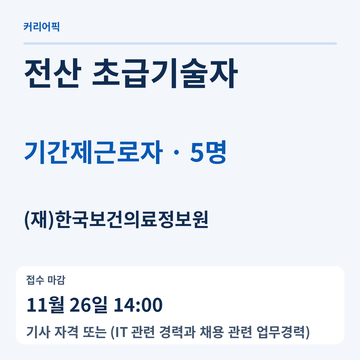 커리어픽
전산 초급기술자
기간제근로자 · 5명
(재)한국보건의료정보원
접수 마감
11월 26일 14:00
기사 자격 또는 (IT 관련 경력과 채용 관련 업무경력)